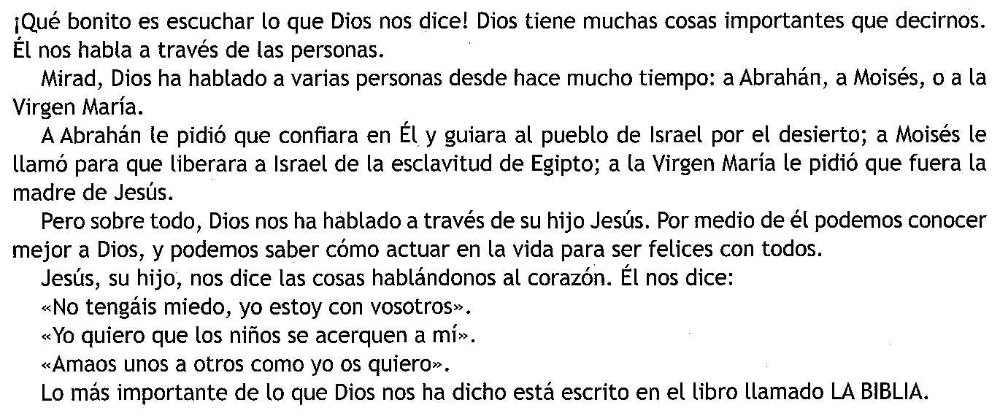 ¡Qué bonito es escuchar lo que Dios nos dice! Dios tiene muchas cosas importantes que decirnos.
Él nos habla a través de las personas.
Mirad, Dios ha hablado a varias personas desde hace mucho tiempo: a Abrahán, a Moisés, o a la
Virgen María.
A Abrahán le pidió que confiara en Él y guiara al pueblo de Israel por el desierto; a Moisés le
llamó para que liberara a Israel de la esclavitud de Egipto; a la Virgen María le pidió que fuera la
madre de Jesús.
Pero sobre todo, Dios nos ha hablado a través de su hijo Jesús. Por medio de él podemos conocer
mejor a Dios, y podemos saber cómo actuar en la vida para ser felices con todos.
Jesús, su hijo, nos dice las cosas hablándonos al corazón. Él nos dice:
«No tengáis miedo, yo estoy con vosotros».
«Yo quiero que los niños se acerquen a mí».
«Amaos unos a otros como yo os quiero».
Lo más importante de lo que Dios nos ha dicho está escrito en el libro llamado LA BIBLIA.